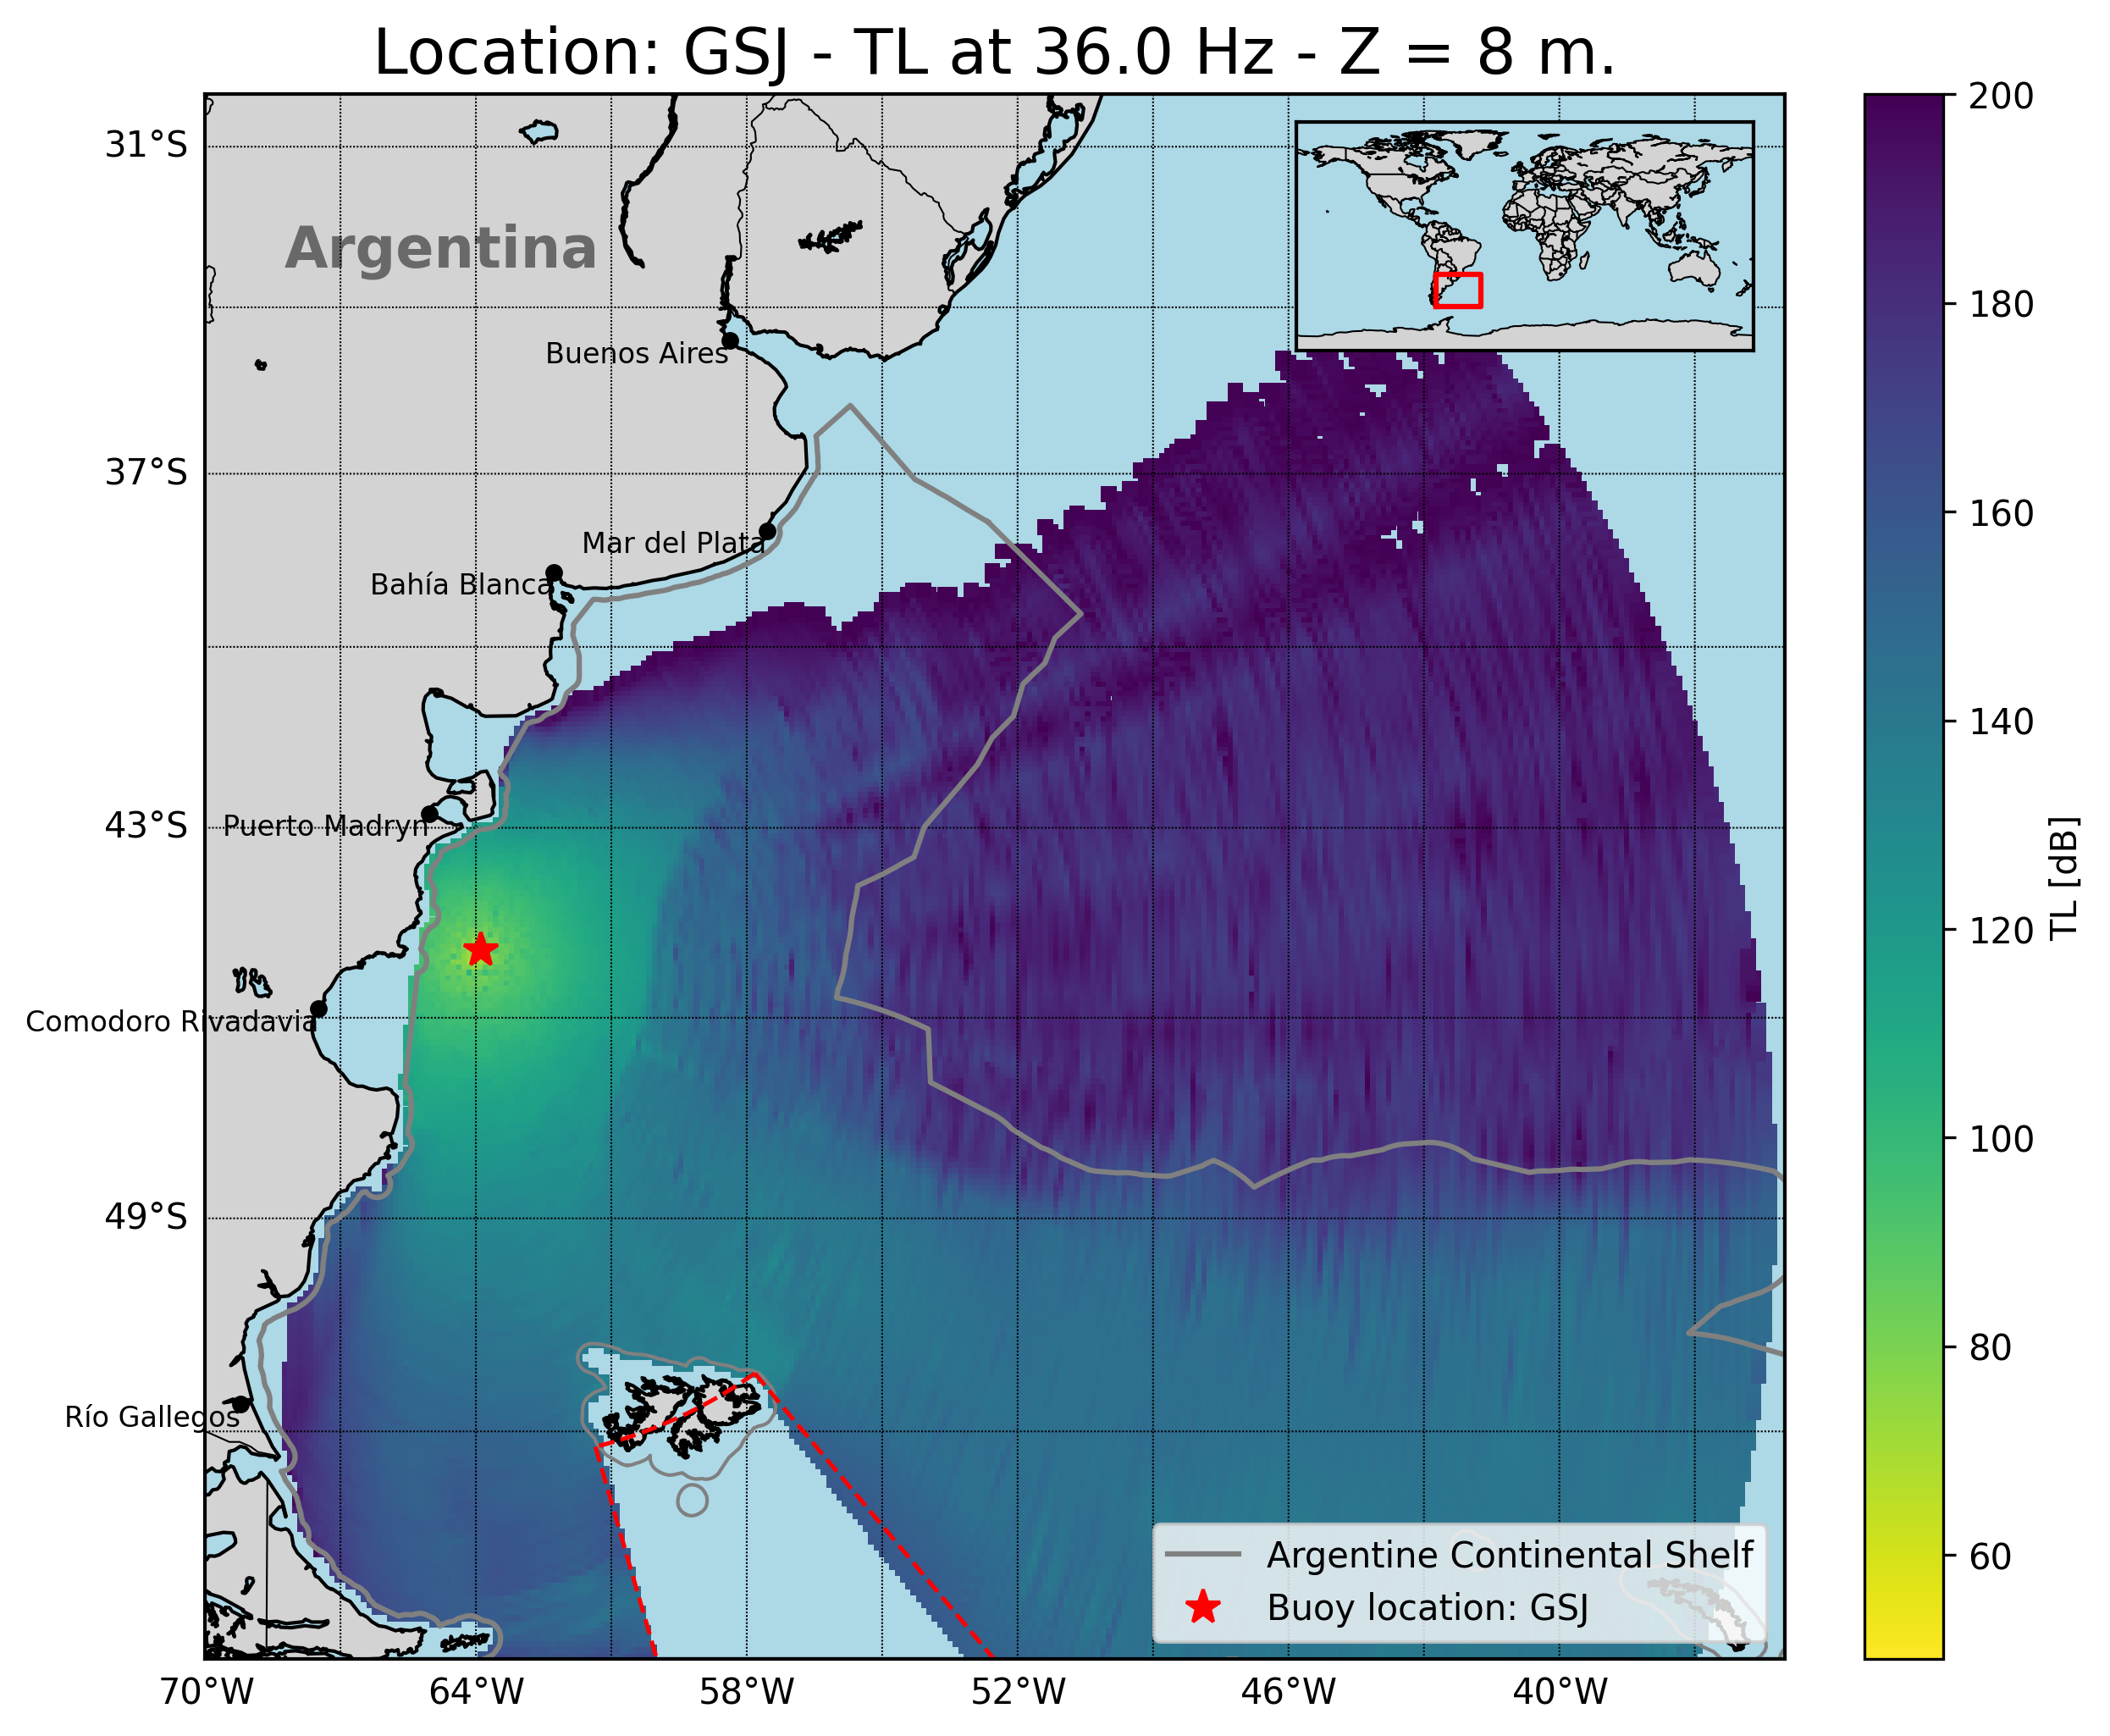 Location: GSJ - TL at 36.0 Hz - Z = 8 m.
31°S
37°S
43°S
49°S
Argentina
Buenos Aires
Mar del Plata
Bahía Blanca
Puerto Madryn
Comodoro Rivadavia
Río Gallegos
Argentine Continental Shelf
Buoy location: GSJ
70°W
64°W
58°W
52°W
46°W
40°W
200
180
160
140
120
100
80
60
TL [dB]